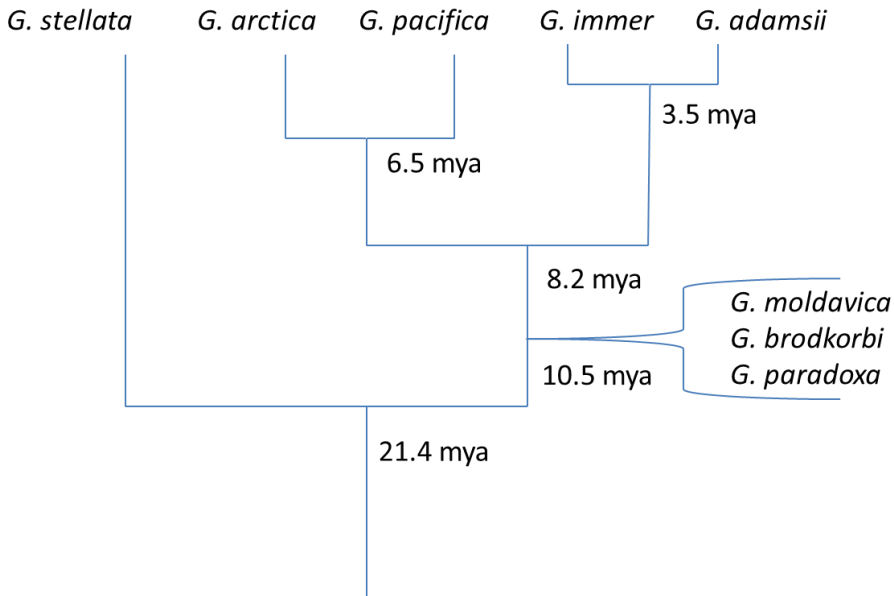 G. stellata G. arctica G. pacifica G. immer G. adamsii
3.5 mya
6.5 mya
8.2 mya
G. moldavica
G. brodkorbi
10.5 mya G. paradoxa
21.4 mya